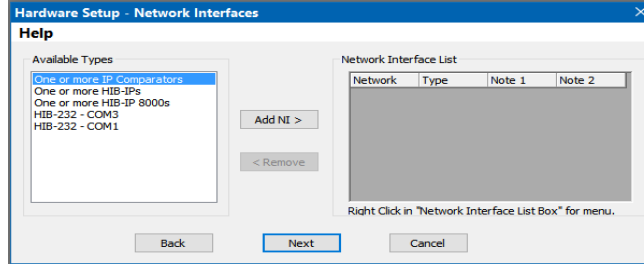 Hardware Setup - Network Interfaces
Help
Available Types
One or more IP Comparators
One or more HIB-IPs
One or more HIB-IP 8000s
HIB-232 - COM3
HIB-232 - COM1
Add NI >
< Remove
Network Interface List
Network Type Note 1 Note 2
Right Click in "Network Interface List Box" for menu.
Back Next Cancel